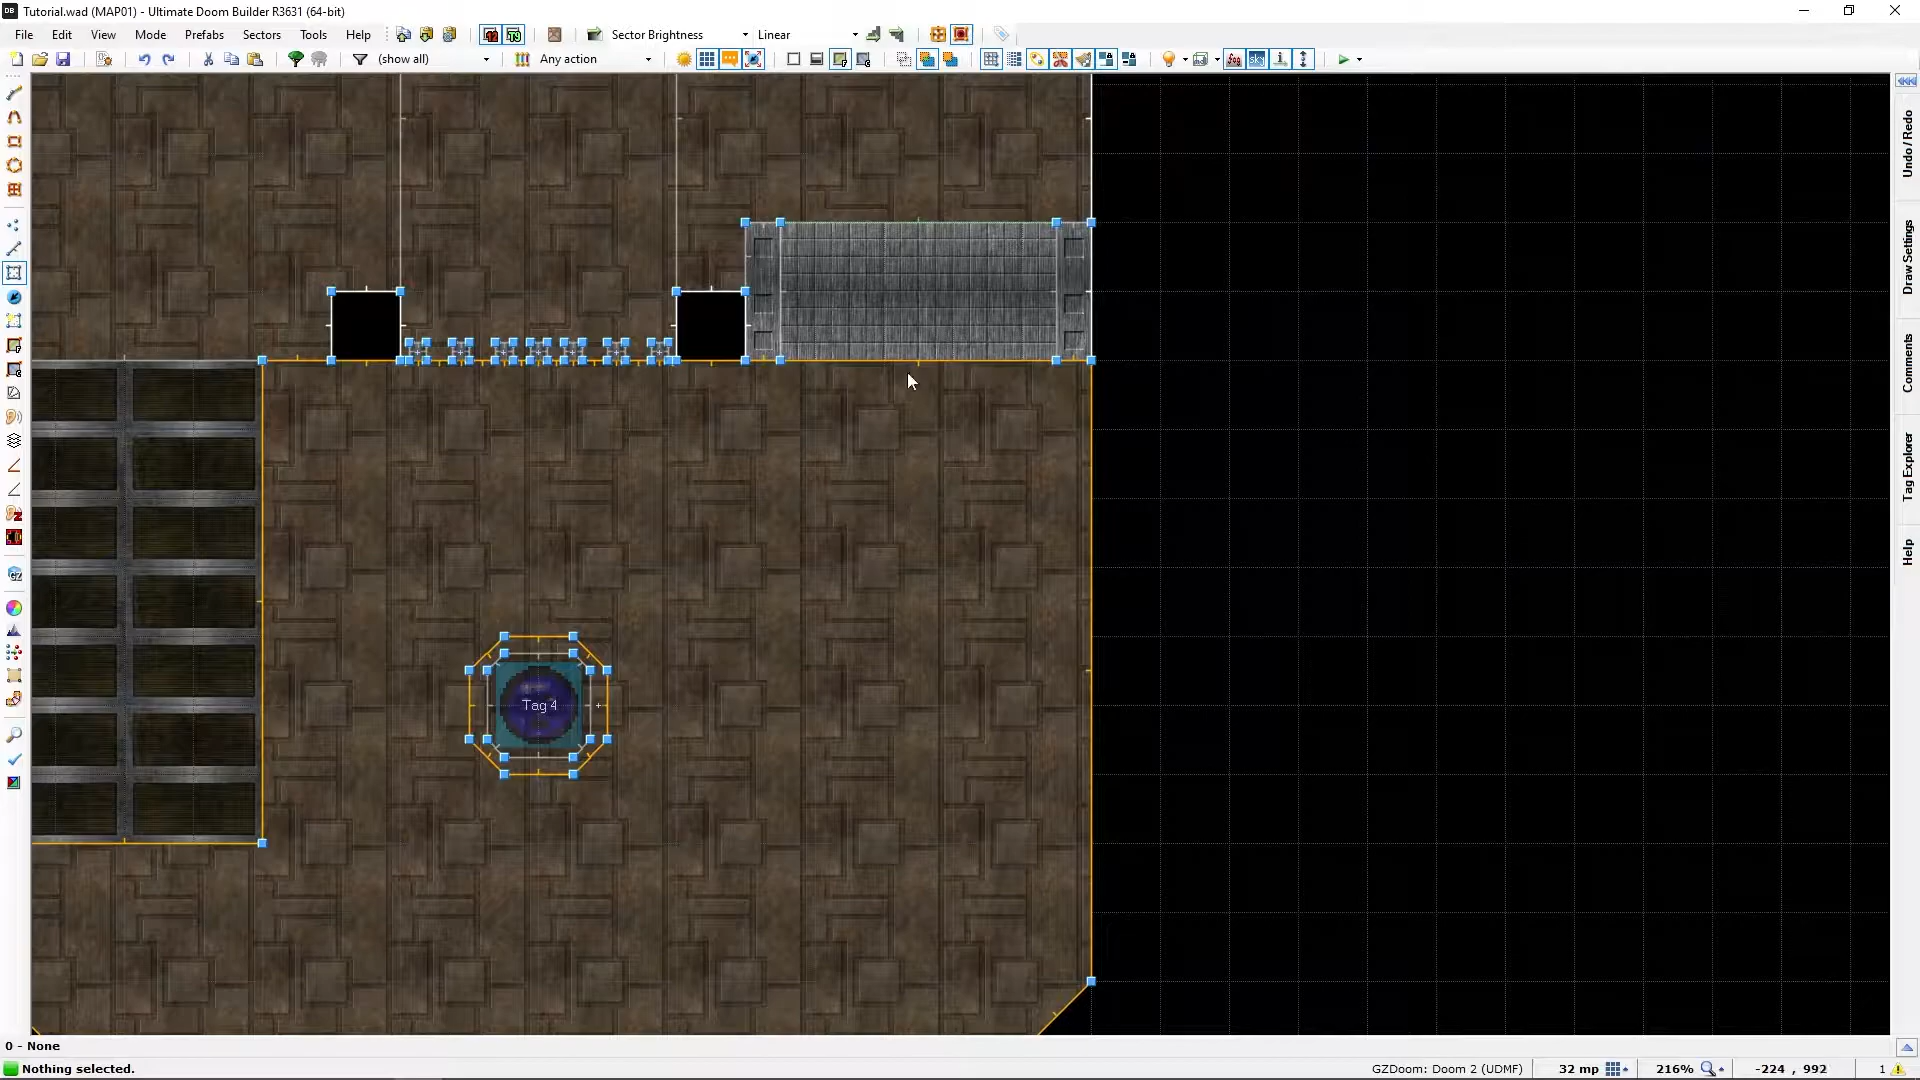 DB Tutorial.wad (MAP01) - Ultimate Doom Builder R3631 (64-bit)
File Edit View Mode Prefabs Sectors Tools Help Sector Brightness Linear
(show all) Any action
Undo / Redo
Draw Settings
Comments
Tag Explorer
Help
Tag 4
0 - None
Nothing selected. GZDoom: Doom 2 (UDMF) 32 mp 216% -224 , 992 1